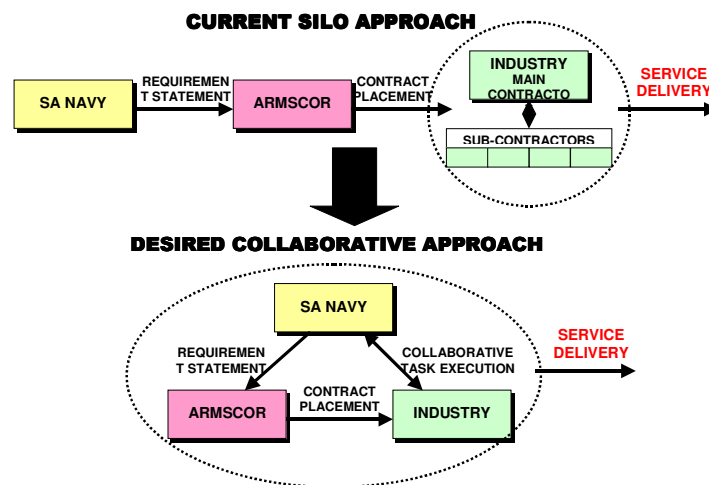 CURRENT SILO APPROACH
SA NAVY
REQUIREMEN
T STATEMENT
ARMSCOR
CONTRACT
PLACEMENT
INDUSTRY
MAIN
CONTRACTO
SUB-CONTRACTORS
SERVICE
DELIVERY
DESIRED COLLABORATIVE APPROACH
SA NAVY
REQUIREMEN
T STATEMENT
COLLABORATIVE
TASK EXECUTION
ARMSCOR
CONTRACT
PLACEMENT
INDUSTRY
SERVICE
DELIVERY